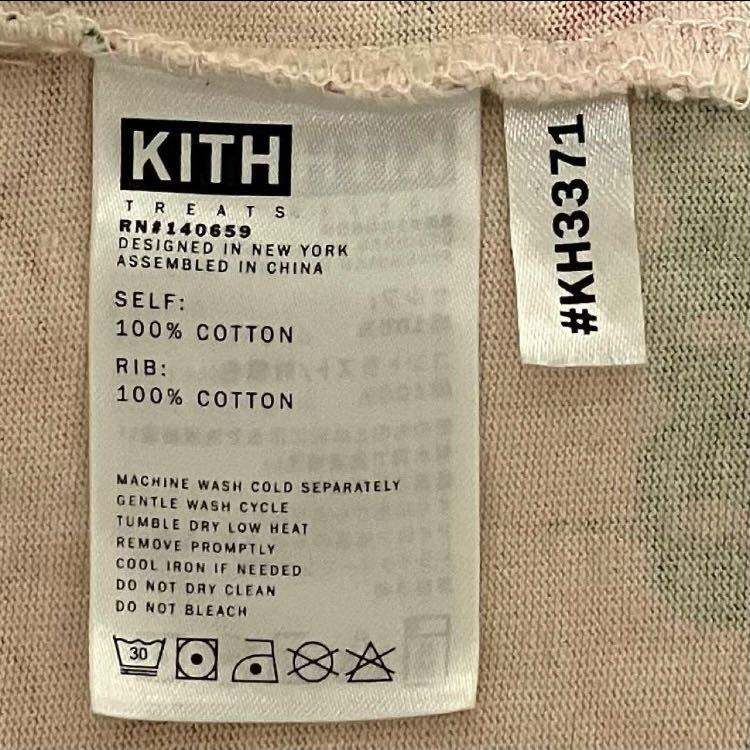 KITH
TREATS
RN#140659
DESIGNED IN NEW YORK
ASSEMBLED IN CHINA
SELF:
100% COTTON
RIB:
100% COTTON
MACHINE WASH COLD SEPARATELY
GENTLE WASH CYCLE
TUMBLE DRY LOW HEAT
REMOVE PROMPTLY
COOL IRON IF NEEDED
DO NOT DRY CLEAN
DO NOT BLEACH
30
#KH3371